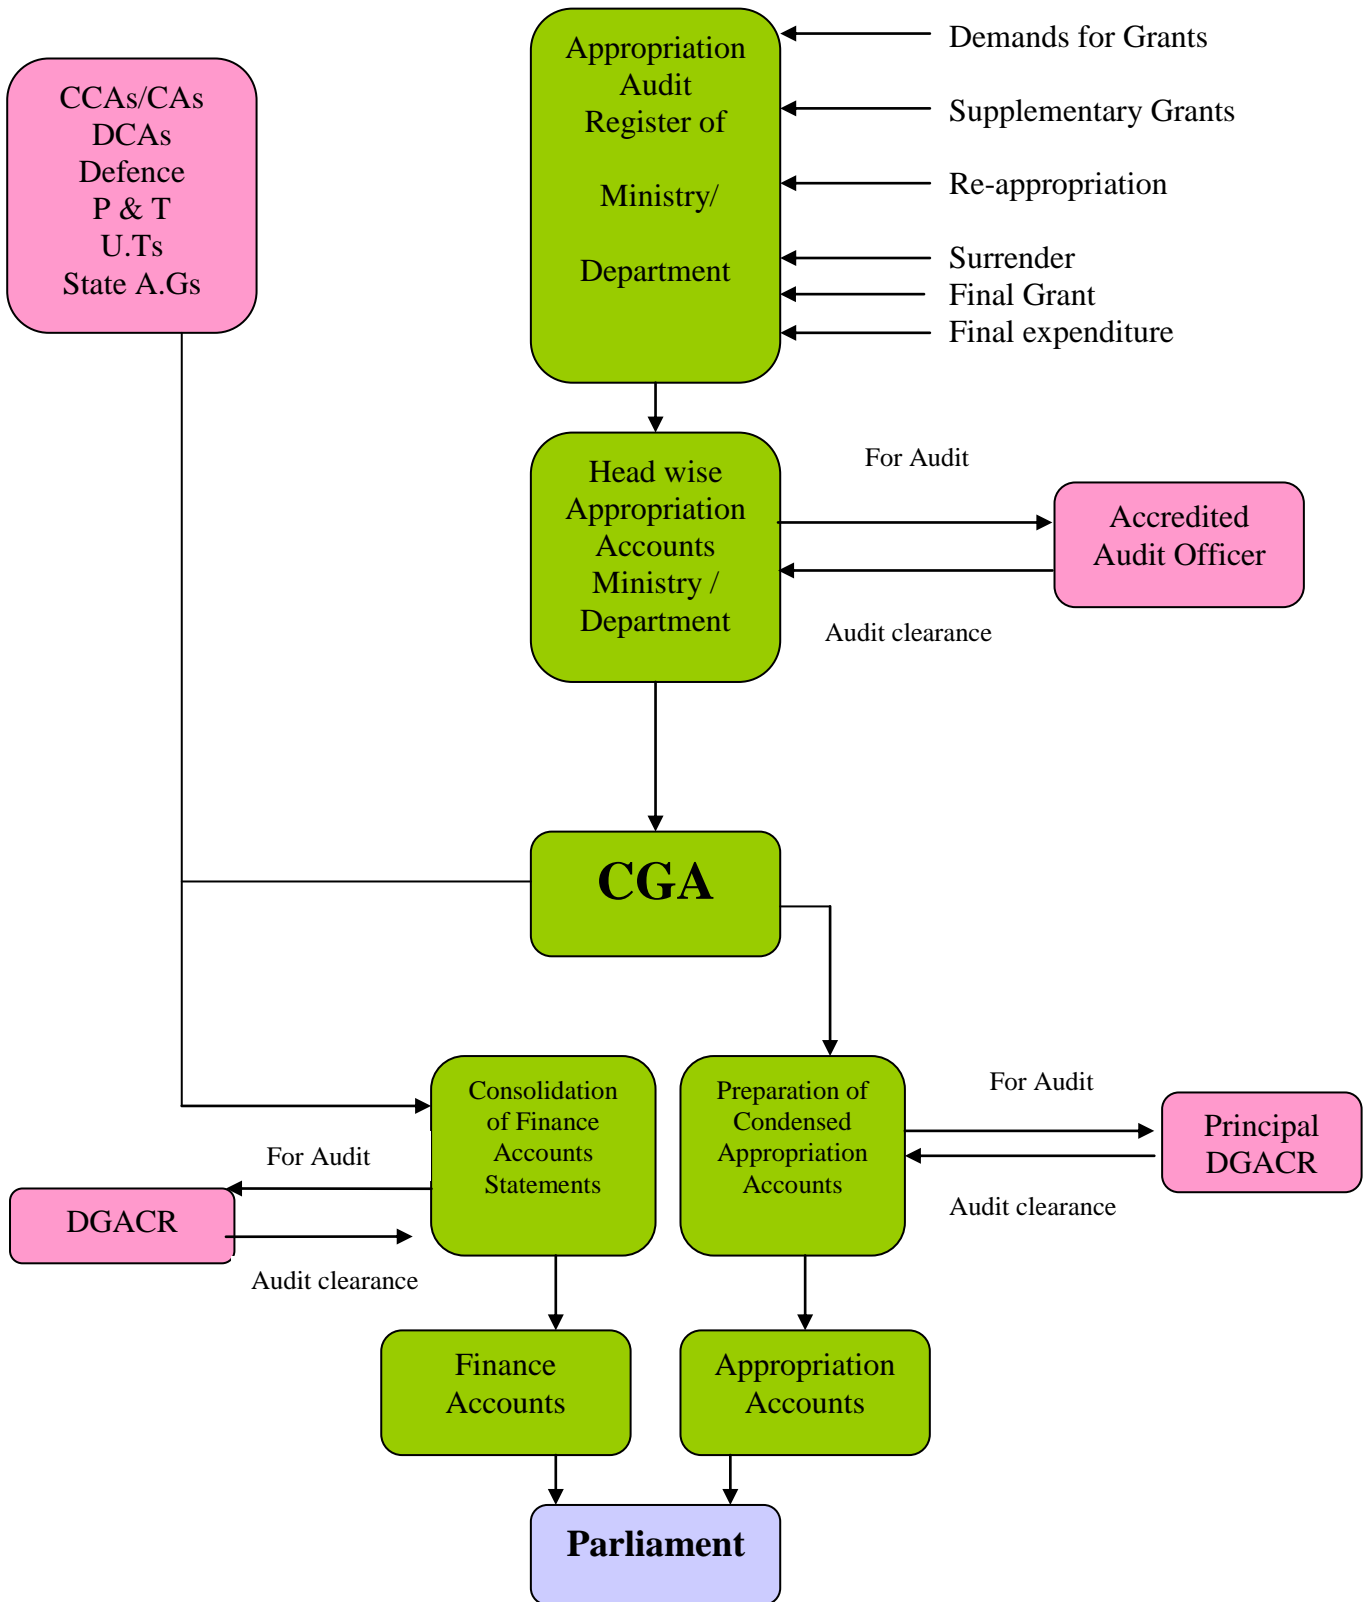 CCAs/CAs
DCAs
Defence
P & T
U.Ts
State A.Gs
Appropriation
Audit
Register of
Ministry/
Department
Demands for Grants
Supplementary Grants
Re-appropriation
Surrender
Final Grant
Final expenditure
Head wise
Appropriation
Accounts
Ministry /
Department
For Audit
Accredited
Audit Officer
Audit clearance
CGA
Consolidation
of Finance
Accounts
Statements
For Audit
DGACR
Audit clearance
Preparation of
Condensed
Appropriation
Accounts
For Audit
Principal
DGACR
Audit clearance
Finance
Accounts
Appropriation
Accounts
Parliament